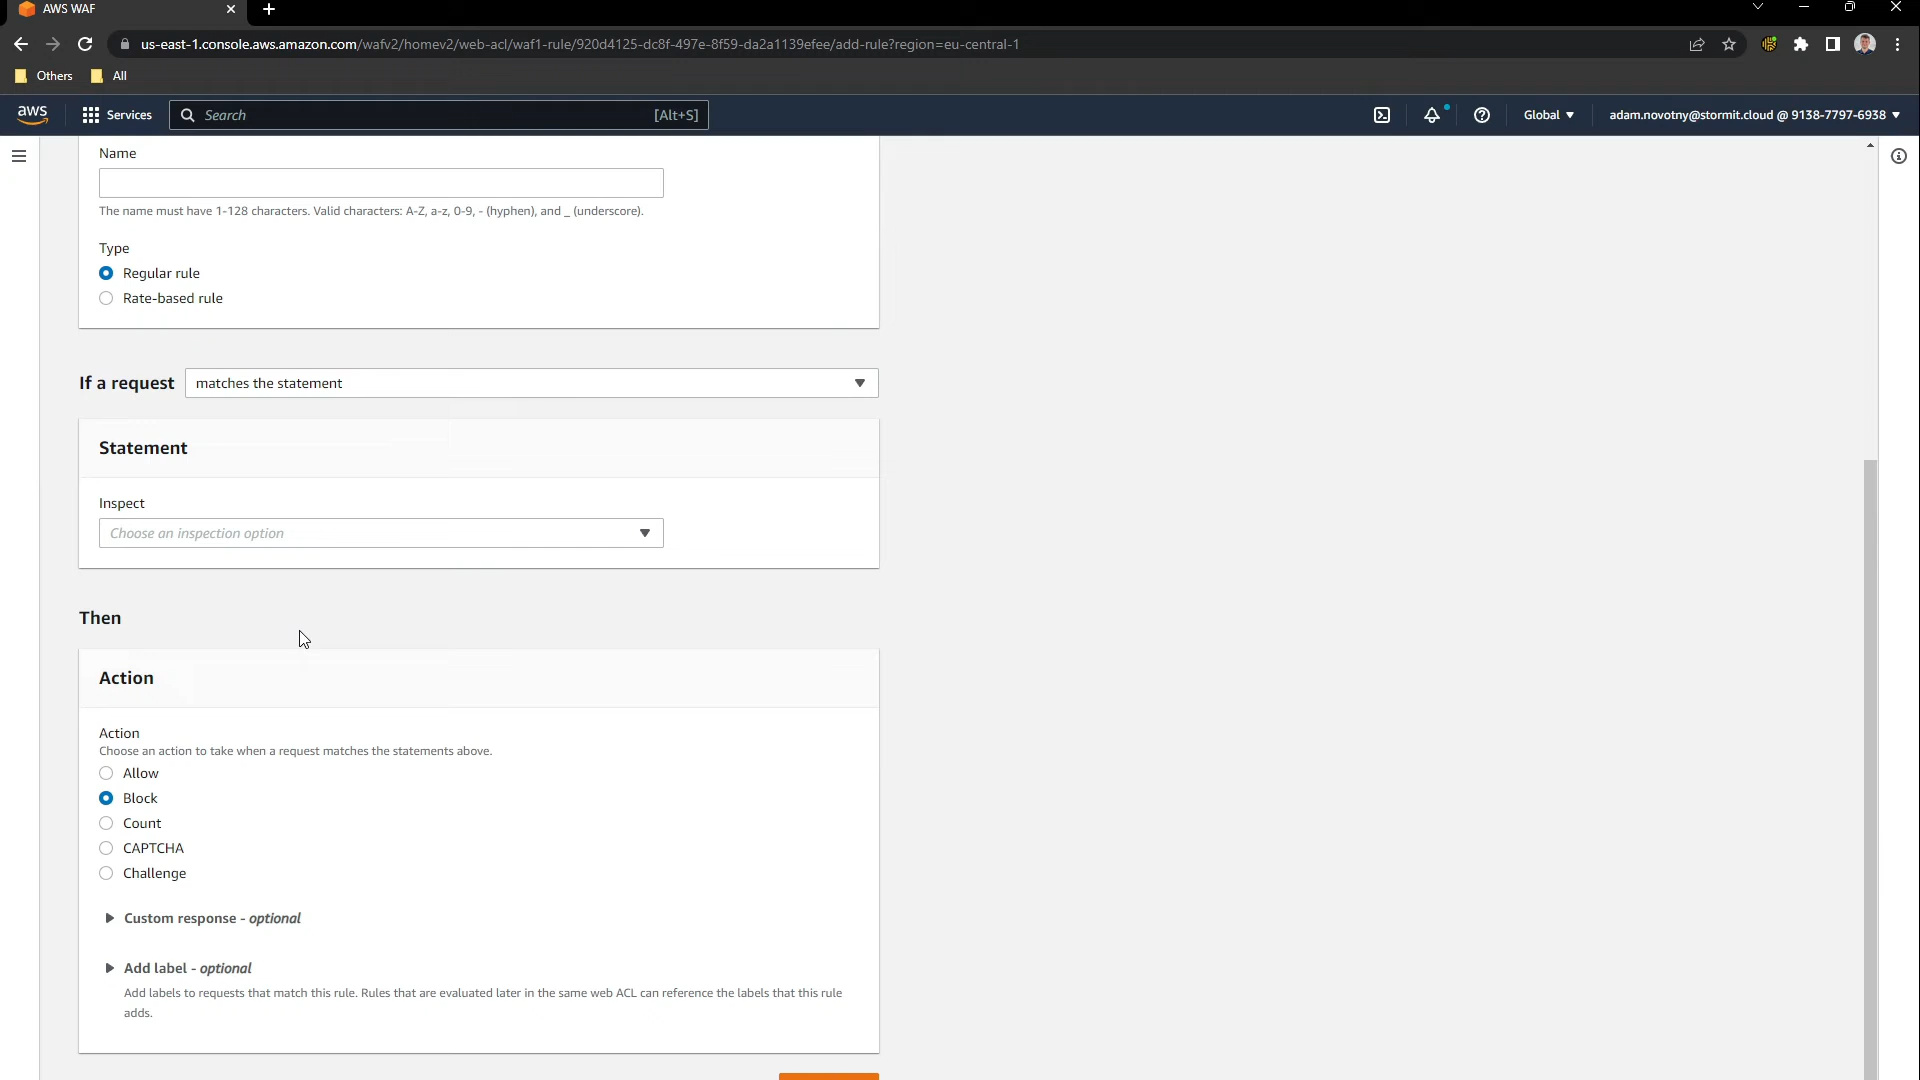 AWS WAF
us-east-1.console.aws.amazon.com/wafv2/homev2/web-acl/waf1-rule/920d4125-dc8f-497e-8f59-da2a1139efee/add-rule?region=eu-central-1
Others All
aws Services Search [Alt+S] Global adam.novotny@stormit.cloud @ 9138-7797-6938
Name
The name must have 1-128 characters. Valid characters: A-Z, a-z, 0-9, - (hyphen), and _ (underscore).
Type
Regular rule
Rate-based rule
If a request matches the statement
Statement
Inspect
Choose an inspection option
Then
Action
Action
Choose an action to take when a request matches the statements above.
Allow
Block
Count
CAPTCHA
Challenge
Custom response - optional
Add label - optional
Add labels to requests that match this rule. Rules that are evaluated later in the same web ACL can reference the labels that this rule
adds.